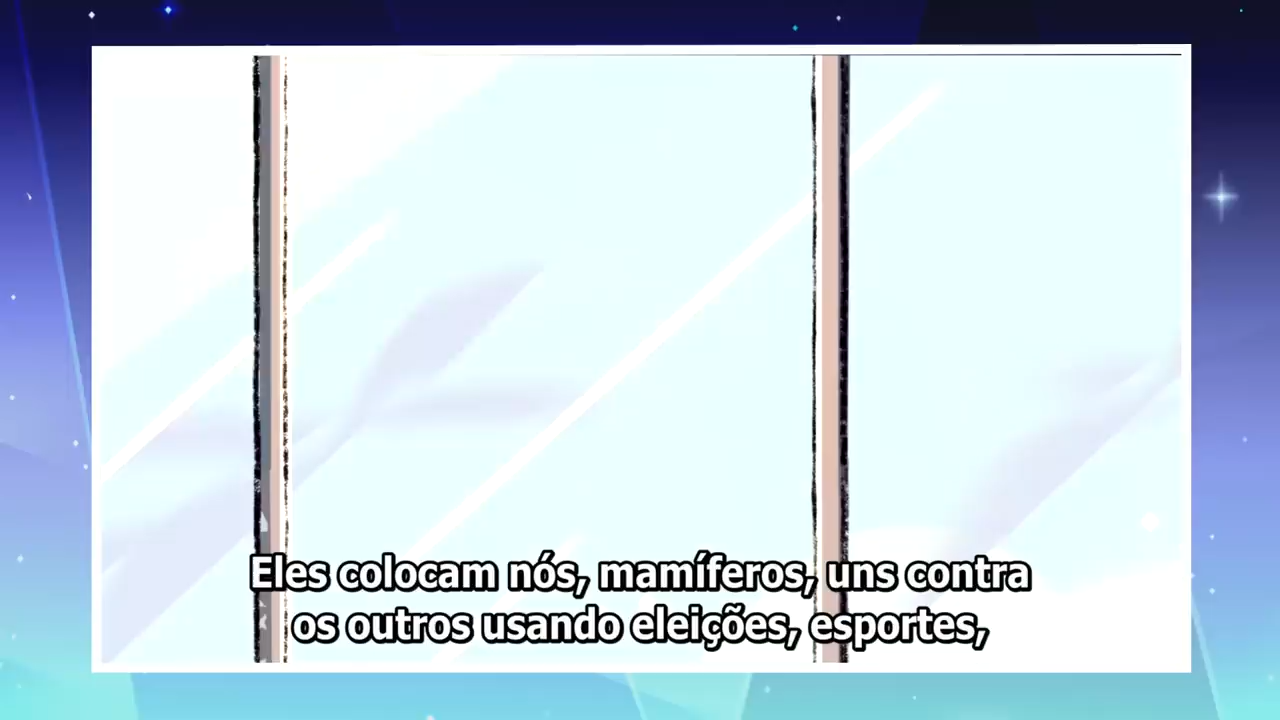 Eles colocam nós, mamíferos, uns contra
os outros usando eleições, esportes,